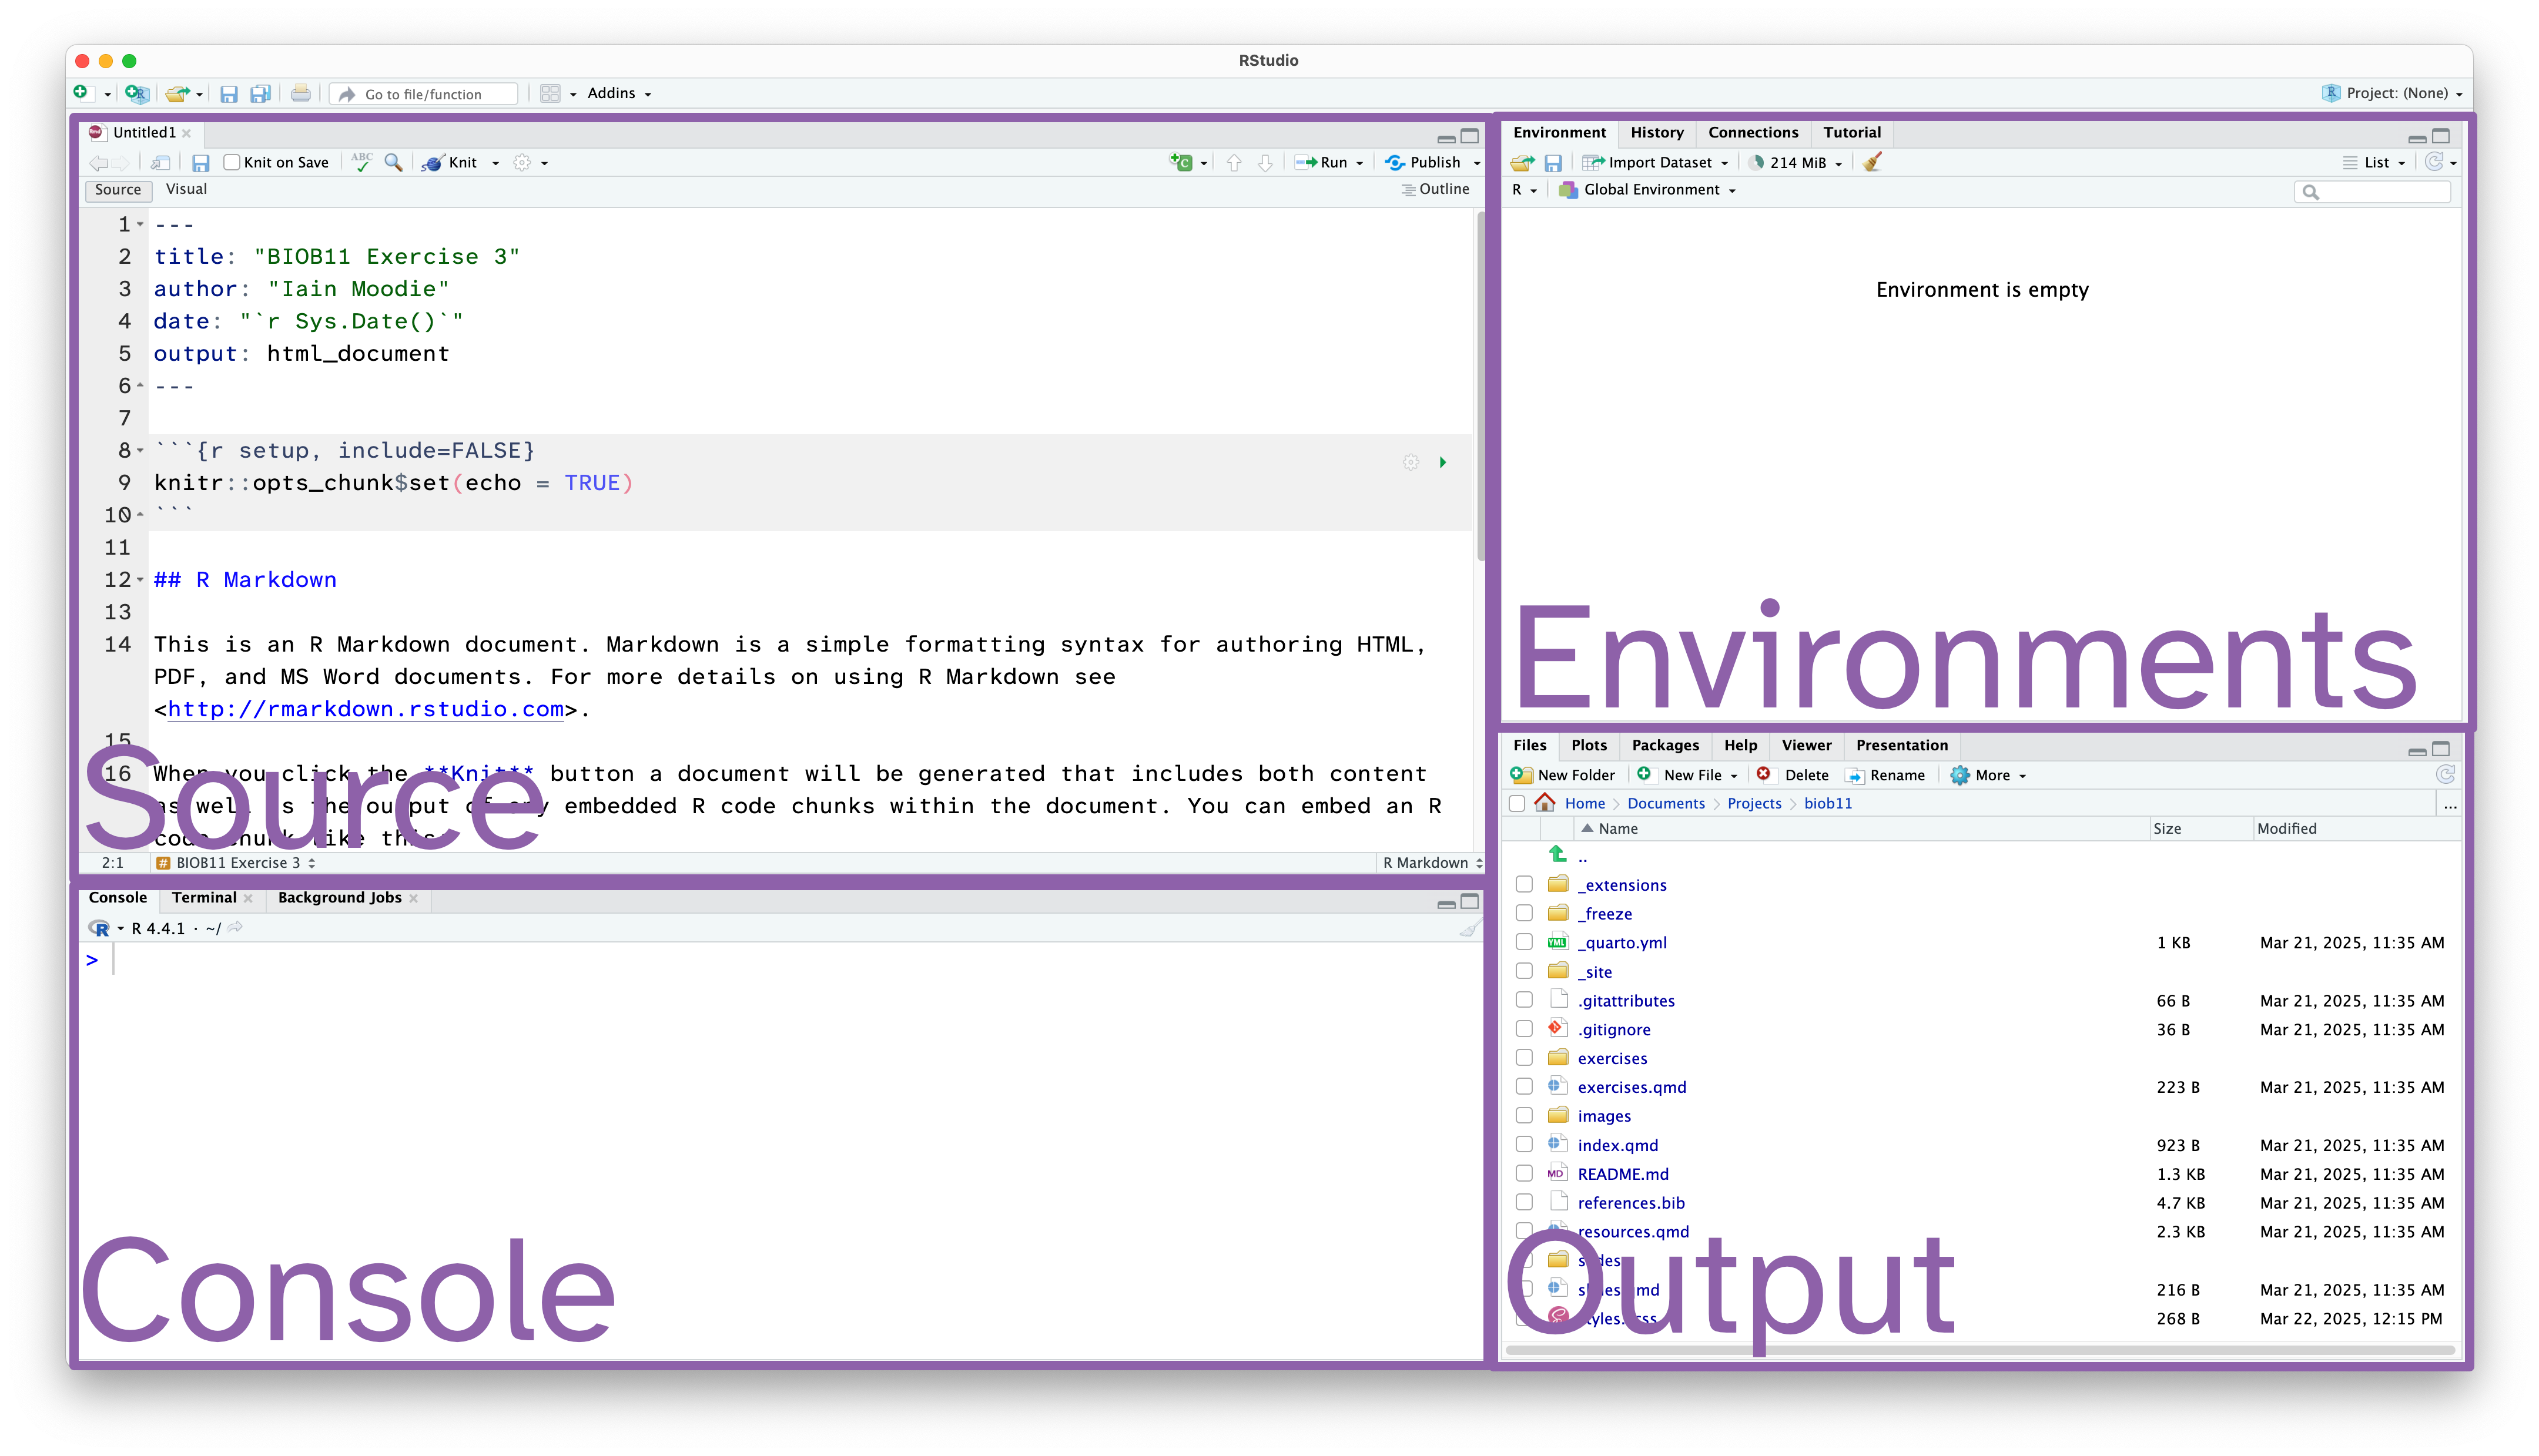 RStudio
Go to file/function
Addins
Project: (None)
Untitled1
Knit on Save
ABC
Knit
Run
Publish
Source
Visual
Outline
1 ---
2 title: "BIOB11 Exercise 3"
3 author: "Iain Moodie"
4 date: "`r Sys.Date()`"
5 output: html_document
6 ---
7
8 ```{r setup, include=FALSE}
9 knitr::opts_chunk$set(echo = TRUE)
10 ```
11
12 ## R Markdown
13
14 This is an R Markdown document. Markdown is a simple formatting syntax for authoring HTML,
PDF, and MS Word documents. For more details on using R Markdown see
<http://rmarkdown.rstudio.com>.
15
16 When you click the **Knit** button a document will be generated that includes both content
as well as the output of any embedded R code chunks within the document. You can embed an R
code chunk like this
Source
2:1
BIOB11 Exercise 3
R Markdown
Console
Terminal
Background Jobs
R 4.4.1 · ~/
>
Console
Environment
History
Connections
Tutorial
Import Dataset
214 MiB
List
R
Global Environment
Environment is empty
Environments
Files
Plots
Packages
Help
Viewer
Presentation
New Folder
New File
Delete
Rename
More
Home
Documents
Projects
biob11
...
Name
Size
Modified
..
_extensions
_freeze
_quarto.yml 1 KB Mar 21, 2025, 11:35 AM
_site
.gitattributes 66 B Mar 21, 2025, 11:35 AM
.gitignore 36 B Mar 21, 2025, 11:35 AM
exercises
exercises.qmd 223 B Mar 21, 2025, 11:35 AM
images
index.qmd 923 B Mar 21, 2025, 11:35 AM
README.md 1.3 KB Mar 21, 2025, 11:35 AM
references.bib 4.7 KB Mar 21, 2025, 11:35 AM
resources.qmd 2.3 KB Mar 21, 2025, 11:35 AM
slides
slides.qmd 216 B Mar 21, 2025, 11:35 AM
268 B Mar 22, 2025, 12:15 PM
Output